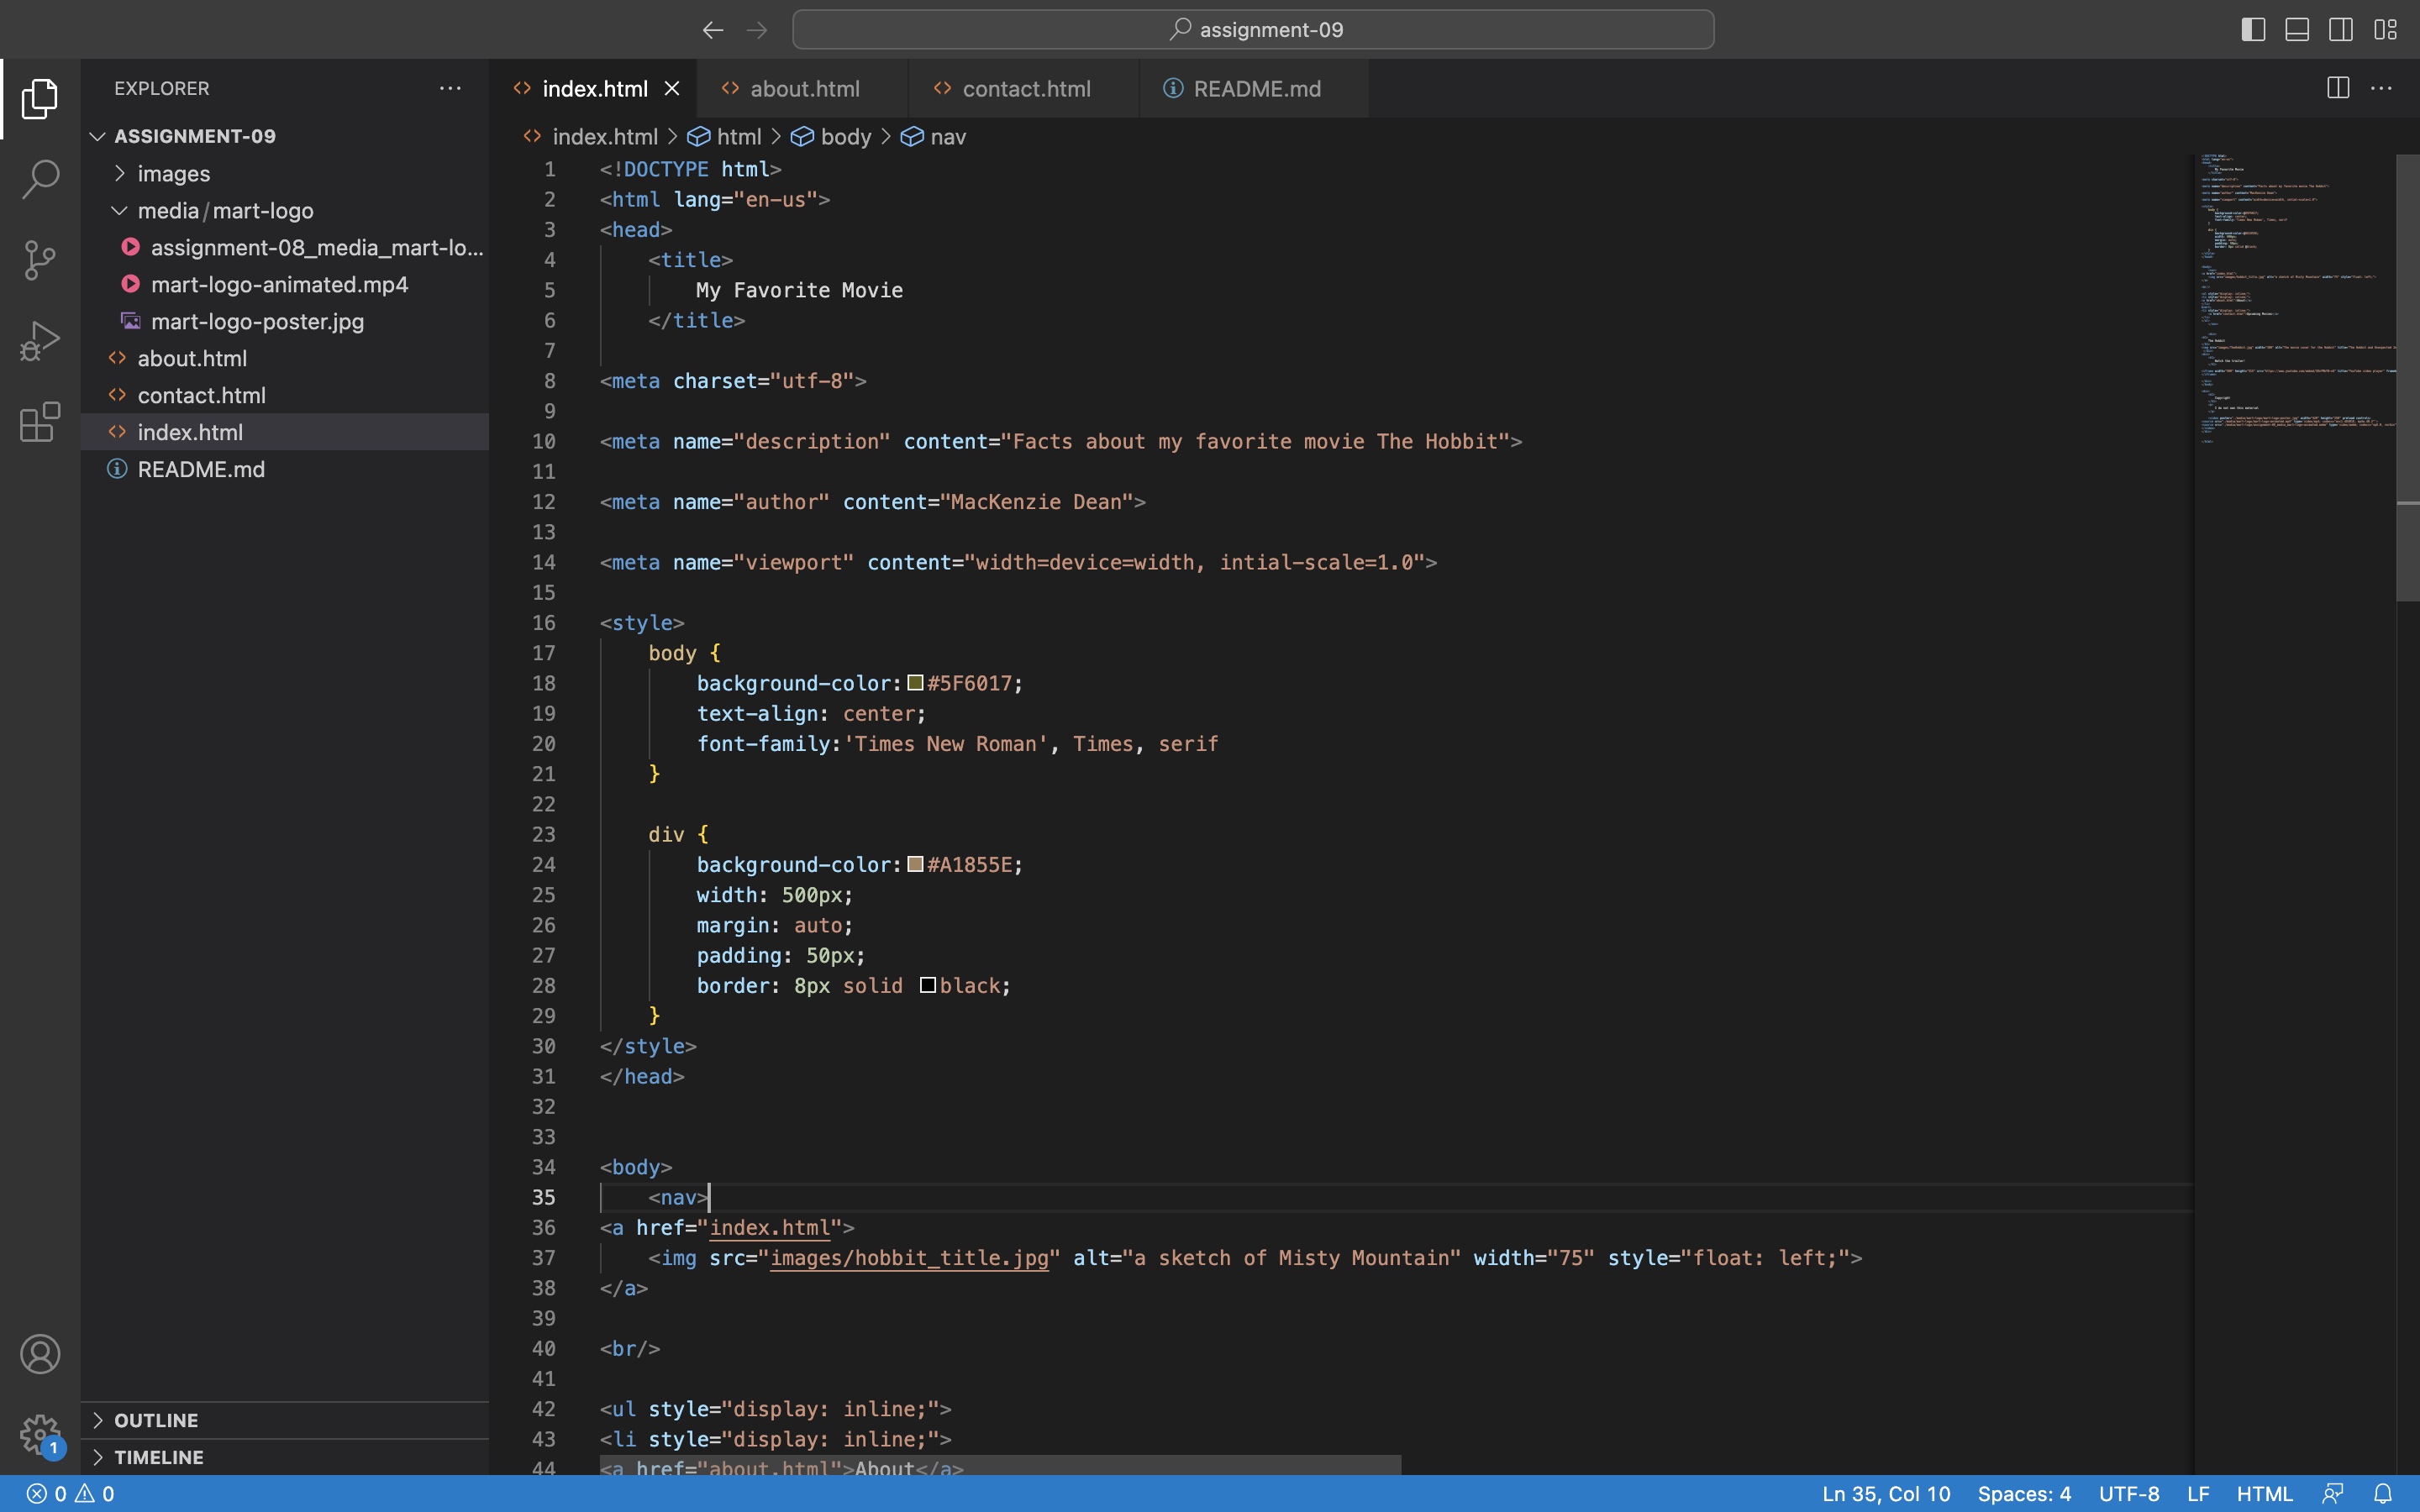 assignment-09
EXPLORER
ASSIGNMENT-09
images
media/mart-logo
assignment-08_media_mart-lo...
mart-logo-animated.mp4
mart-logo-poster.jpg
about.html
contact.html
index.html
README.md
OUTLINE
TIMELINE
1
index.html
about.html
contact.html
README.md
index.html > html > body > nav
1 <!DOCTYPE html>
2 <html lang="en-us">
3 <head>
4 <title>
5 My Favorite Movie
6 </title>
7
8 <meta charset="utf-8">
9
10 <meta name="description" content="Facts about my favorite movie The Hobbit">
11
12 <meta name="author" content="MacKenzie Dean">
13
14 <meta name="viewport" content="width=device=width, intial-scale=1.0">
15
16 <style>
17 body {
18 background-color:#5F6017;
19 text-align: center;
20 font-family:'Times New Roman', Times, serif
21 }
22
23 div {
24 background-color:#A1855E;
25 width: 500px;
26 margin: auto;
27 padding: 50px;
28 border: 8px solid black;
29 }
30 </style>
31 </head>
32
33
34 <body>
35 <nav>
36 <a href="index.html">
37 <img src="images/hobbit_title.jpg" alt="a sketch of Misty Mountain" width="75" style="float: left;">
38 </a>
39
40 <br/>
41
42 <ul style="display: inline;">
43 <li style="display: inline;">
44 <a href="about.html">About</a>
0 0
Ln 35, Col 10 Spaces: 4 UTF-8 LF HTML